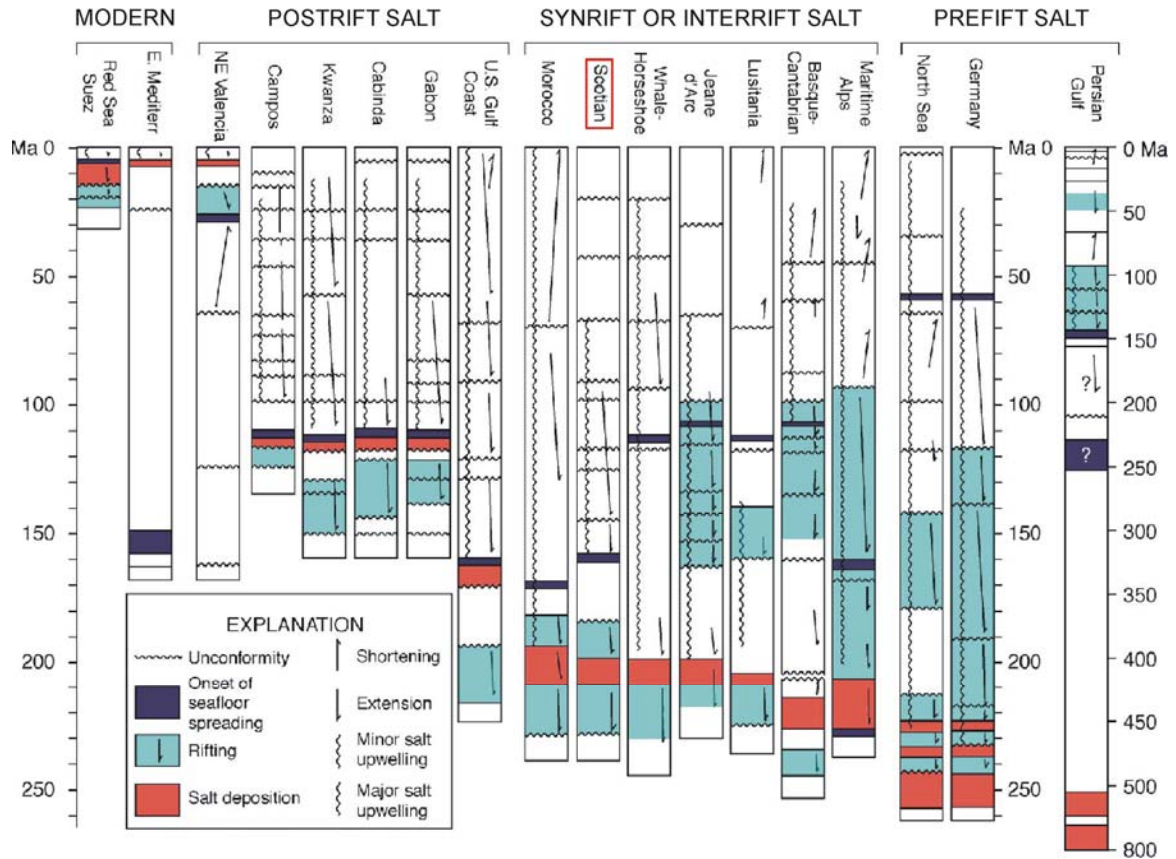 MODERN
POSTRIFT SALT
SYNRIFT OR INTERRIFT SALT
PREFIFT SALT
Red Sea
Suez
E. Mediterr
NE Valencia
Campos
Kwanza
Cabinda
Gabon
U.S. Gulf
Coast
Morocco
Scotian
Whale-
Horseshoe
Jeane
d'Arc
Lusitania
Basque-
Cantabrian
Maritime
Alps
North Sea
Germany
Persian
Gulf
Ma 0
50
100
150
200
250
Ma 0
50
100
150
200
250
0 Ma
50
100
150
200
250
300
350
400
450
500
800
?
?
EXPLANATION
Unconformity
Onset of
seafloor
spreading
Rifting
Salt deposition
Shortening
Extension
Minor salt
upwelling
Major salt
upwelling